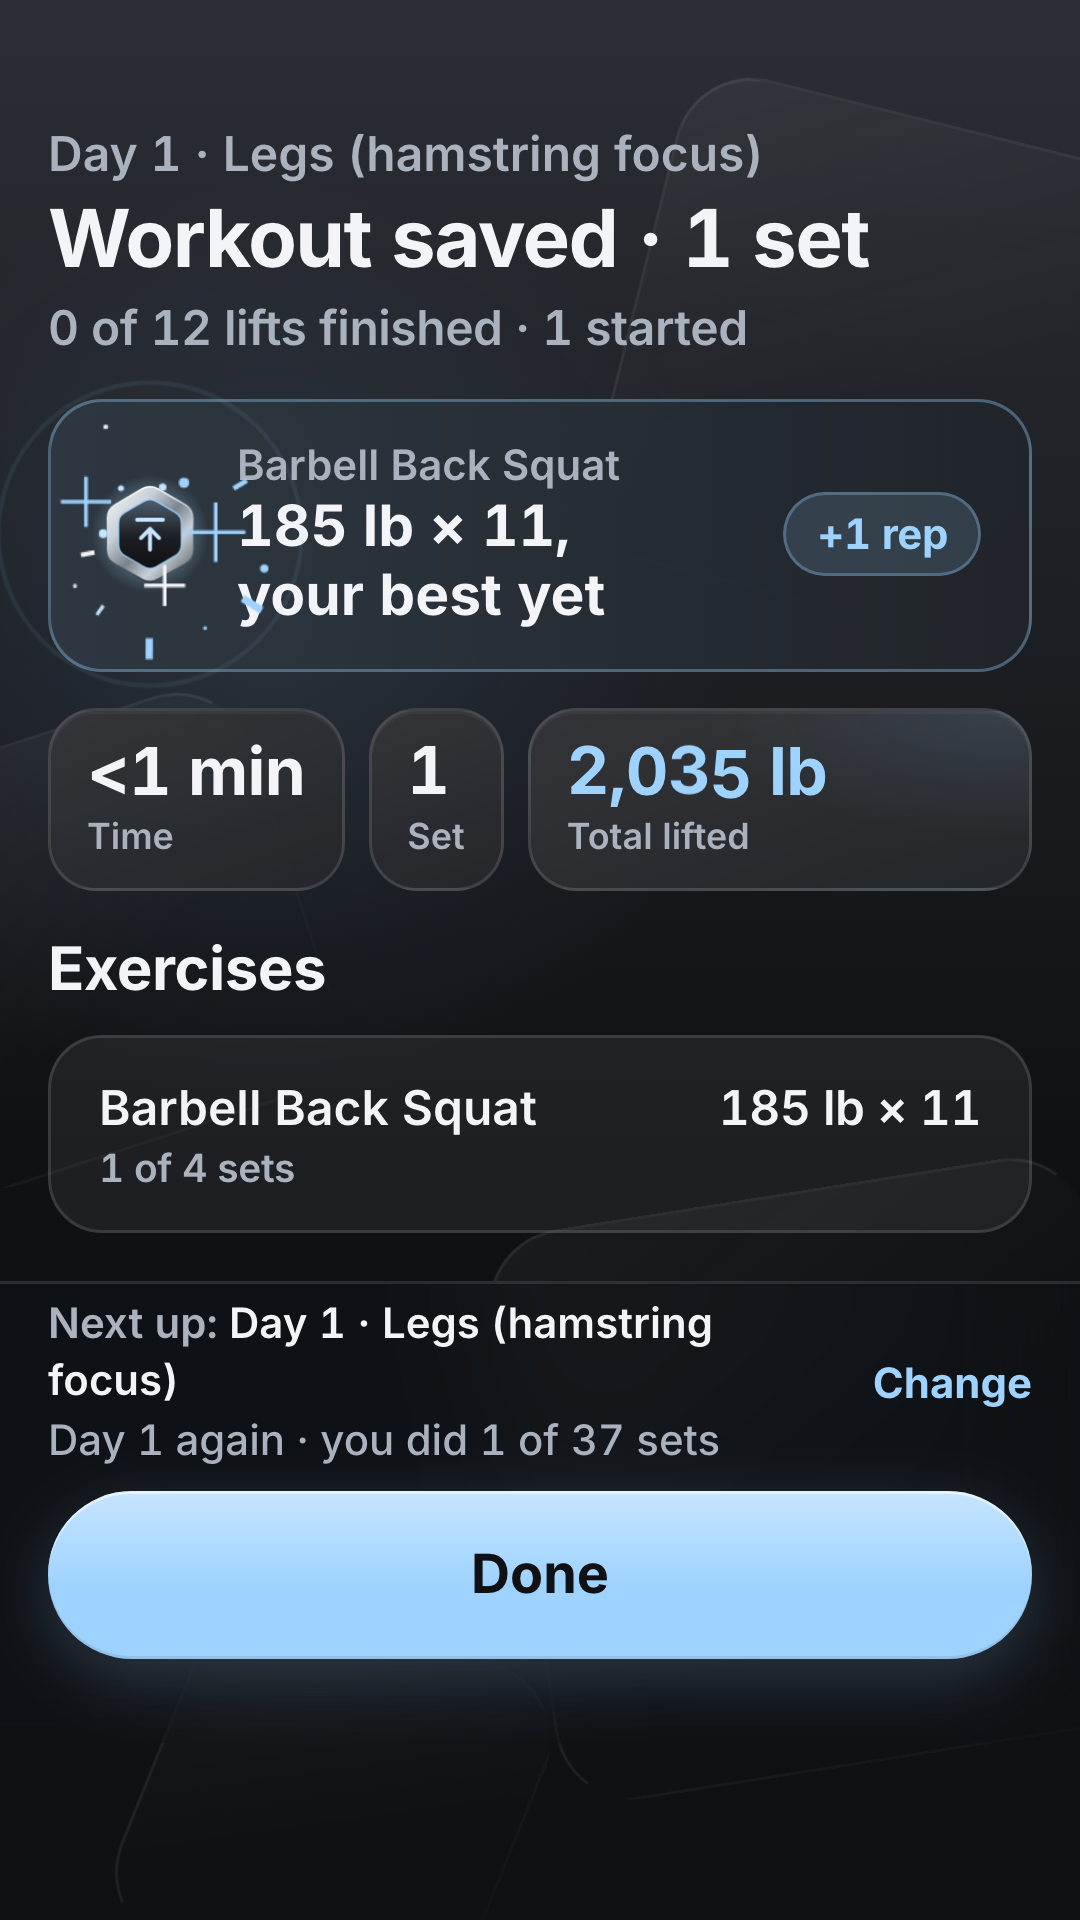 Day 1 · Legs (hamstring focus)
Workout saved · 1 set
0 of 12 lifts finished · 1 started
Barbell Back Squat
185 lb × 11,
your best yet
+1 rep
<1 min
Time
1
Set
2,035 lb
Total lifted
Exercises
Barbell Back Squat
185 lb × 11
1 of 4 sets
Next up: Day 1 · Legs (hamstring
focus)
Change
Day 1 again · you did 1 of 37 sets
Done